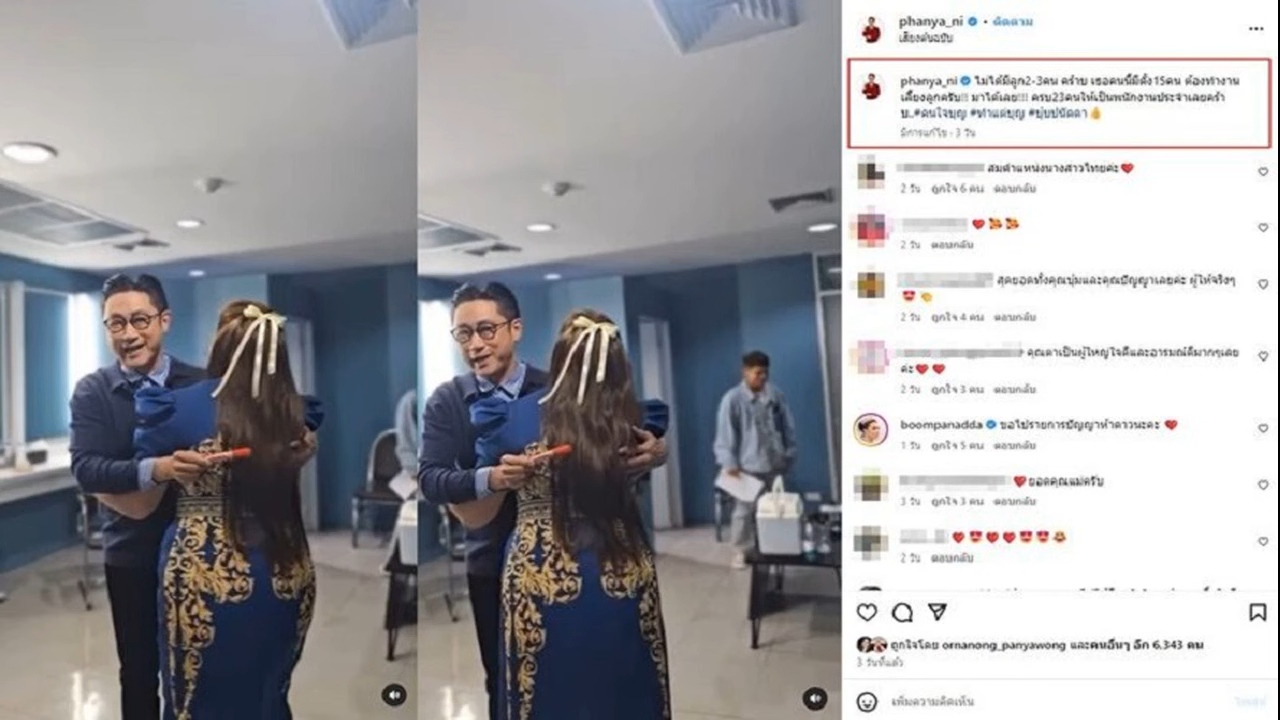 phanya_ni • ติดตาม
เสียงต้นฉบับ
phanya_ni ไม่ได้มีลูก2-3คน คร้าบ เธอคนนี้มีตั้ง15คน ต้องทำงาน
เลี้ยงลูกครับ!! มาได้เลย!!!! ครบ23คนให้เป็นพนักงานประจำเลยคร้า
บ..#คนใจบุญ #ทำแต่บุญ #บุ๋มปนัดดา
มีการแก้ไข · 3 วัน
สมตำแหน่งนางสาวไทยค่ะ
2 วัน ถูกใจ 6 คน ตอบกลับ
2 วัน ตอบกลับ
สุดยอดทั้งคุณบุ๋มและคุณปัญญาเลยค่ะ ผู้ให้จริงๆ
2 วัน ถูกใจ 4 คน ตอบกลับ
คุณตาเป็นผู้ใหญ่ใจดีและอารมณ์ดีมากๆเลย
ค่ะ
2 วัน ถูกใจ 3 คน ตอบกลับ
boompanadda ขอไปรายการปัญญาห้าดาวนะคะ
1 วัน ถูกใจ 5 คน ตอบกลับ
ยอดคุณแม่ครับ
3 วัน ถูกใจ 3 คน ตอบกลับ
2 วัน ตอบกลับ
ถูกใจโดย ornanong_panyawong และคนอื่นๆ อีก 6,343 คน
3 วันที่แล้ว
เพิ่มความคิดเห็น
โพสต์